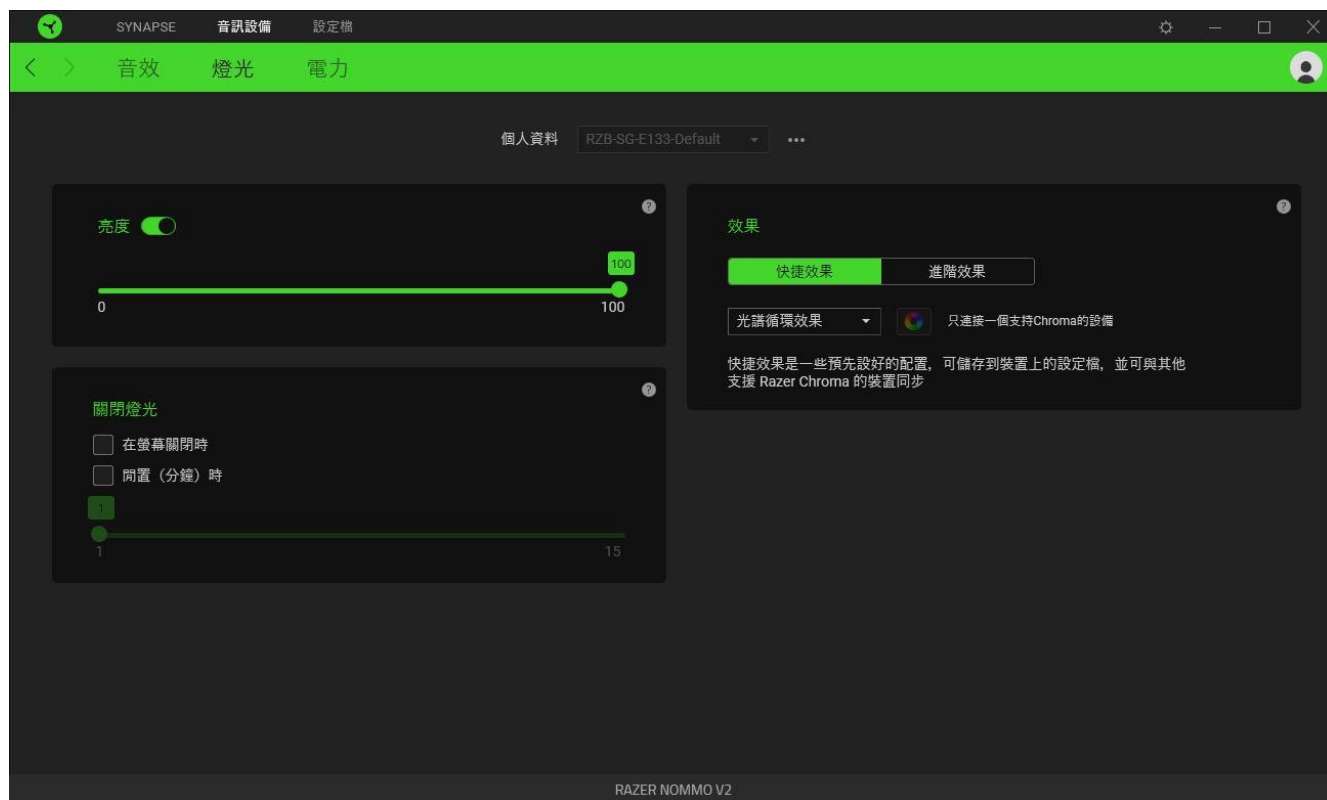 SYNAPSE 音訊設備 設定檔
音效 燈光 電力
個人資料 RZB-SG-E133-Default
亮度
100
0 100
關閉燈光
在螢幕關閉時
閒置（分鐘）時
1
1 15
效果
快捷效果 進階效果
光譜循環效果 只連接一個支持Chroma的設備
快捷效果是一些預先設好的配置，可儲存到裝置上的設定檔，並可與其他
支援 Razer Chroma 的裝置同步
RAZER NOMMO V2